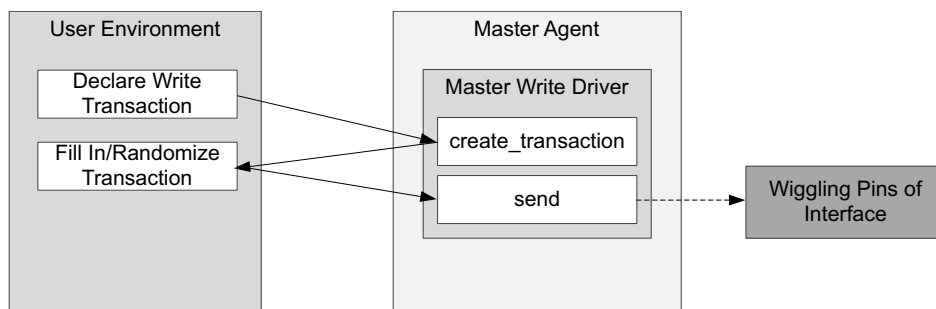 User Environment
Declare Write
Transaction
Fill In/Randomize
Transaction
Master Agent
Master Write Driver
create_transaction
send
Wiggling Pins of
Interface